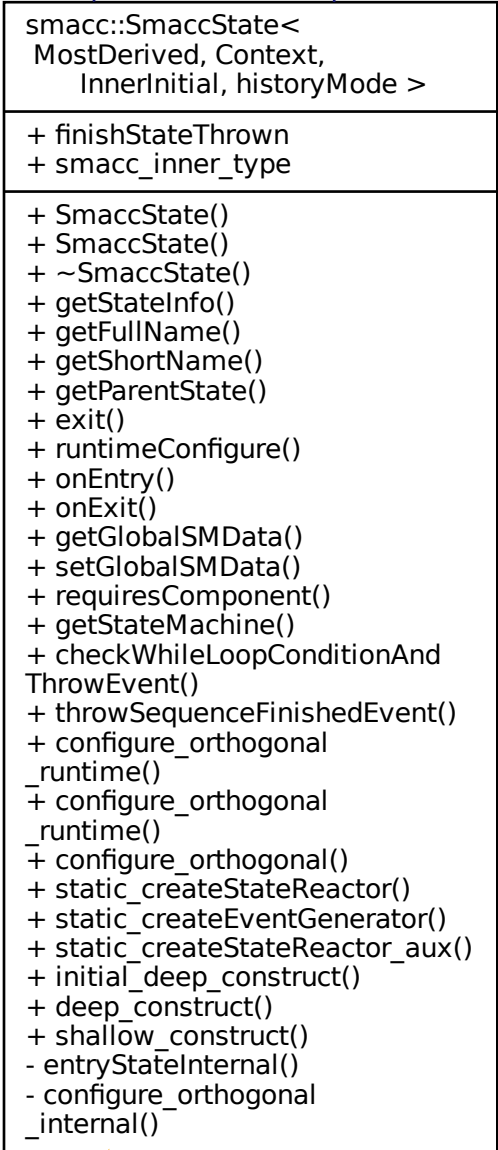 smacc::SmaccState<
MostDerived, Context,
InnerInitial, historyMode >
+ finishStateThrown
+ smacc_inner_type
+ SmaccState()
+ SmaccState()
+ ~SmaccState()
+ getStateInfo()
+ getFullName()
+ getShortName()
+ getParentState()
+ exit()
+ runtimeConfigure()
+ onEntry()
+ onExit()
+ getGlobalSMData()
+ setGlobalSMData()
+ requiresComponent()
+ getStateMachine()
+ checkWhileLoopConditionAnd
ThrowEvent()
+ throwSequenceFinishedEvent()
+ configure_orthogonal
_runtime()
+ configure_orthogonal
_runtime()
+ configure_orthogonal()
+ static_createStateReactor()
+ static_createEventGenerator()
+ static_createStateReactor_aux()
+ initial_deep_construct()
+ deep_construct()
+ shallow_construct()
- entryStateInternal()
- configure_orthogonal
_internal()